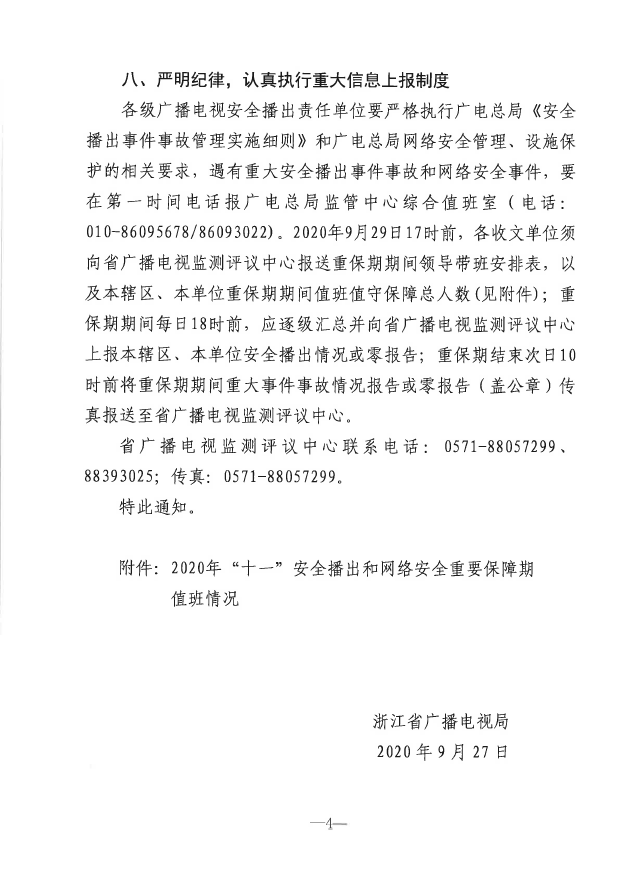 八、严明纪律，认真执行重大信息上报制度
各级广播电视安全播出责任单位要严格执行广电总局《安全
播出事件事故管理实施细则》和广电总局网络安全管理、设施保
护的相关要求，遇有重大安全播出事件事故和网络安全事件，要
在第一时间电话报广电总局监管中心综合值班室（电话：
010-86095678/86093022）。2020年9月29日17时前，各收文单位须
向省广播电视监测评议中心报送重保期期间领导带班安排表，以
及本辖区、本单位重保期期间值班值守保障总人数(见附件)；重
保期期间每日18时前，应逐级汇总并向省广播电视监测评议中心
上报本辖区、本单位安全播出情况或零报告；重保期结束次日10
时前将重保期期间重大事件事故情况报告或零报告（盖公章）传
真报送至省广播电视监测评议中心。
省广播电视监测评议中心联系电话：0571-88057299、
88393025；传真：0571-88057299。
特此通知。
附件：2020年“十一”安全播出和网络安全重要保障期
值班情况
浙江省广播电视局
2020年9月27日
—4—